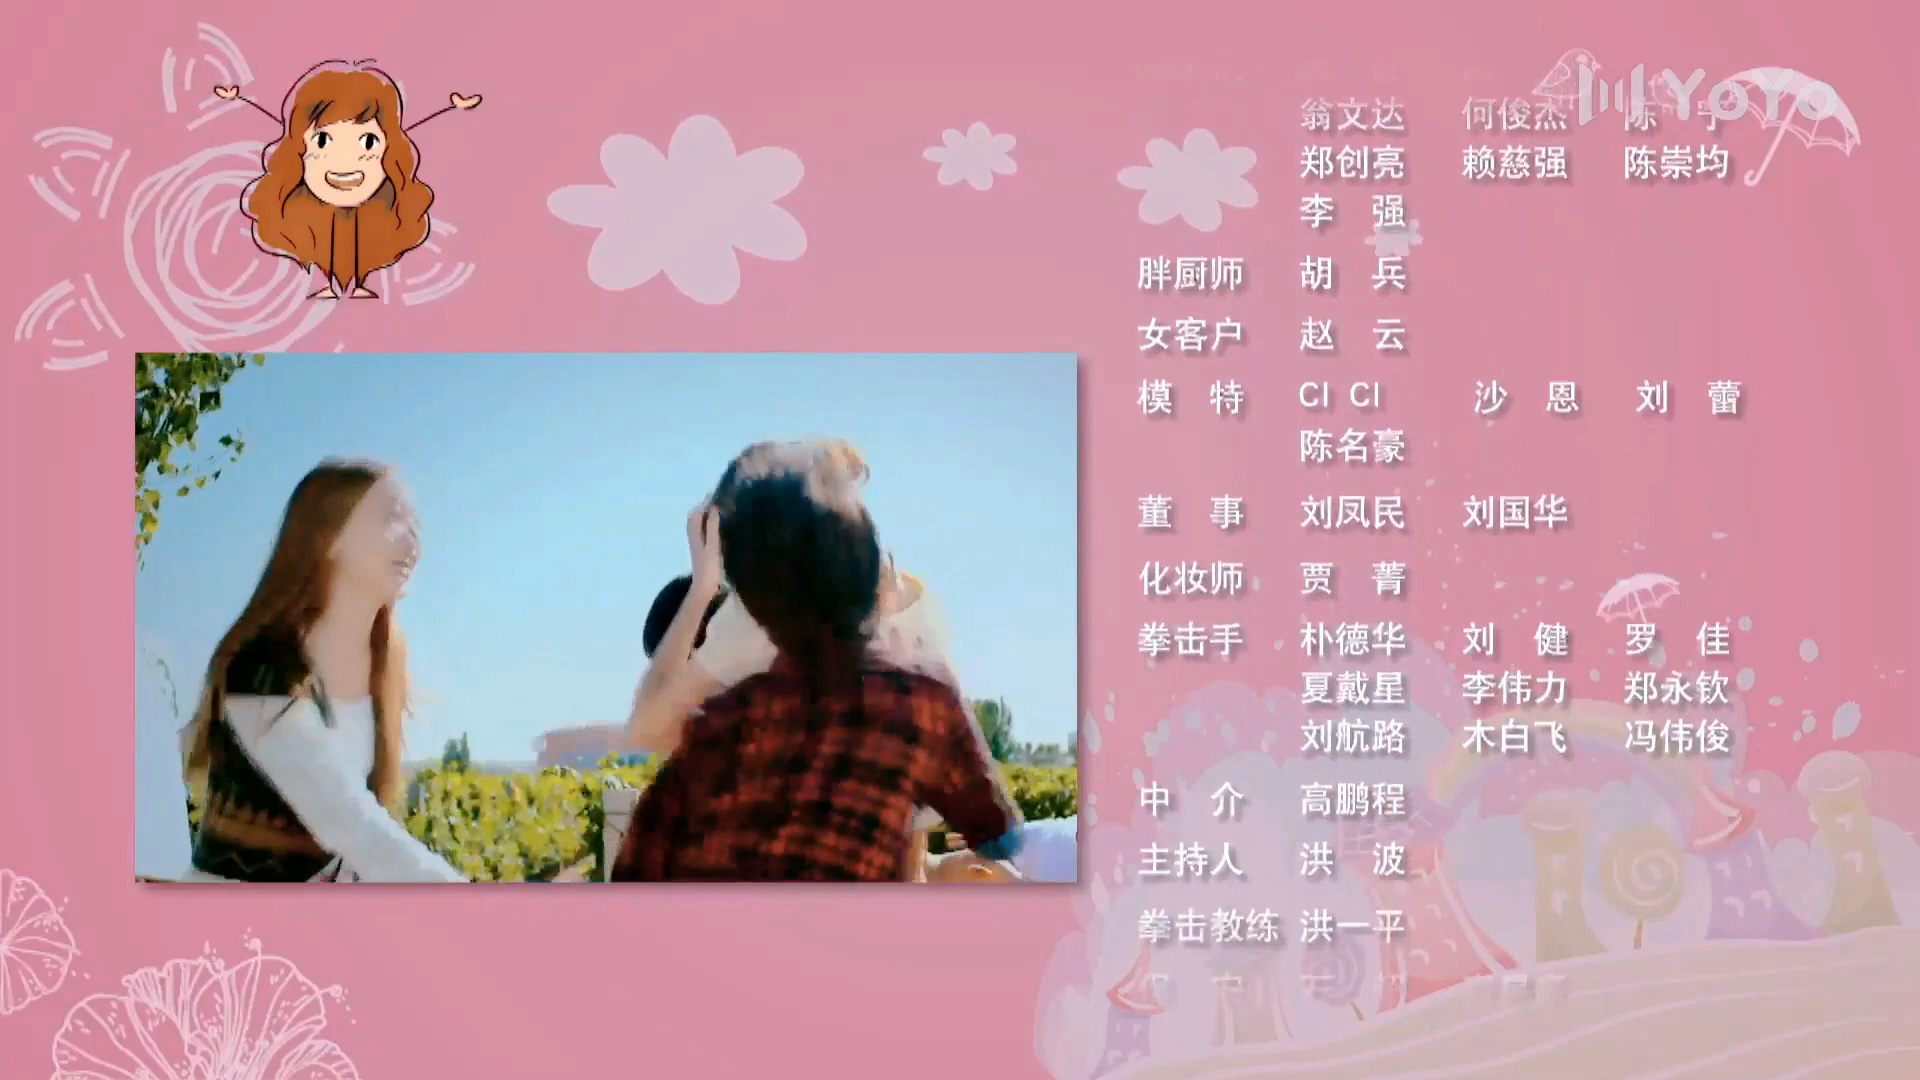 YoYo
翁文达 何俊杰 陈 宁
郑创亮 赖慈强 陈崇均
李 强
胖厨师 胡 兵
女客户 赵 云
模 特 CI CI 沙 恩 刘 蕾
陈名豪
董 事 刘凤民 刘国华
化妆师 贾 菁
拳击手 朴德华 刘 健 罗 佳
夏戴星 李伟力 郑永钦
刘航路 木白飞 冯伟俊
中 介 高鹏程
主持人 洪 波
拳击教练 洪一平